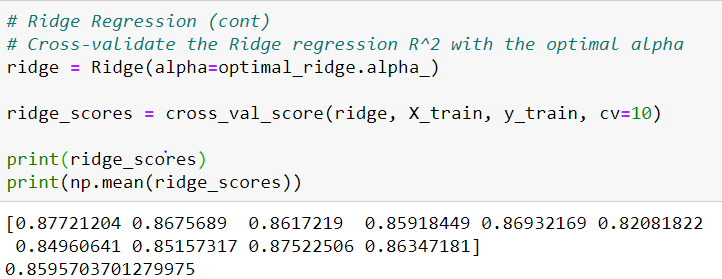 # Ridge Regression (cont)
# Cross-validate the Ridge regression R^2 with the optimal alpha
ridge = Ridge(alpha=optimal_ridge.alpha_)
ridge_scores = cross_val_score(ridge, X_train, y_train, cv=10)
print(ridge_scores)
print(np.mean(ridge_scores))
[0.87721204 0.8675689  0.8617219  0.85918449 0.86932169 0.82081822
 0.84960641 0.85157317 0.87522506 0.86347181]
0.8595703701279975